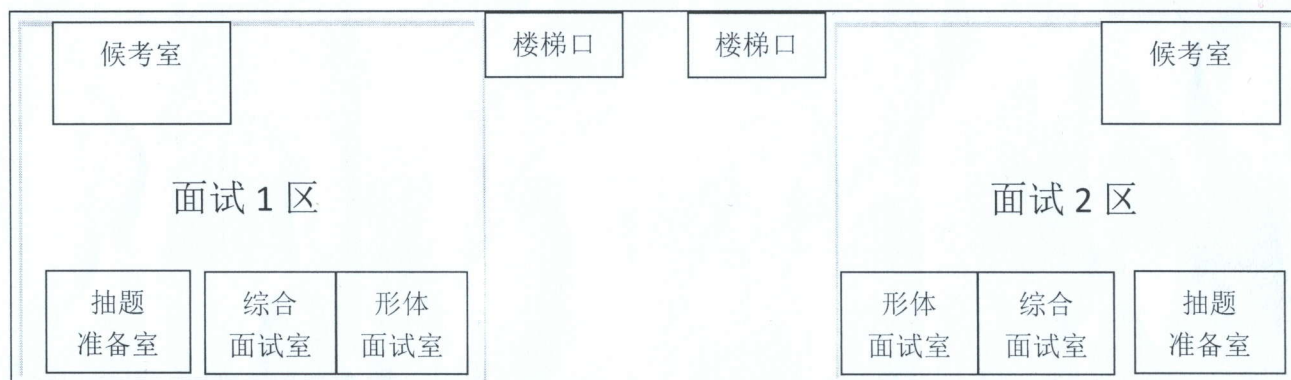 候考室
楼梯口
楼梯口
候考室
面试 1 区
面试 2 区
抽题
准备室
综合
面试室
形体
面试室
形体
面试室
综合
面试室
抽题
准备室